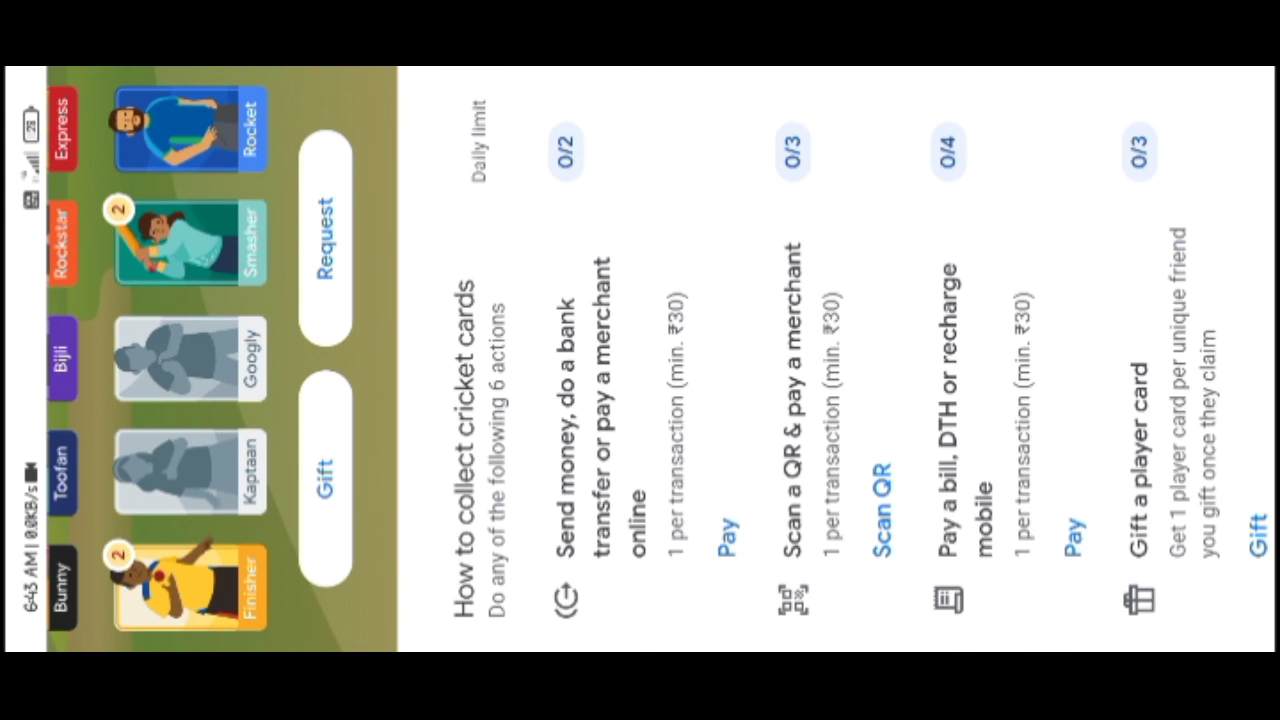 6:43 AM | 0.0KB/s
28
Bunny
Toofan
Bijli
Rockstar
Express
2
2
Finisher
Kaptaan
Googly
Smasher
Rocket
Gift
Request
How to collect cricket cards
Do any of the following 6 actions
Daily limit
Send money, do a bank
transfer or pay a merchant
online
0/2
1 per transaction (min. ₹30)
Pay
Scan a QR & pay a merchant
0/3
1 per transaction (min. ₹30)
Scan QR
Pay a bill, DTH or recharge
mobile
0/4
1 per transaction (min. ₹30)
Pay
Gift a player card
0/3
Get 1 player card per unique friend
you gift once they claim
Gift